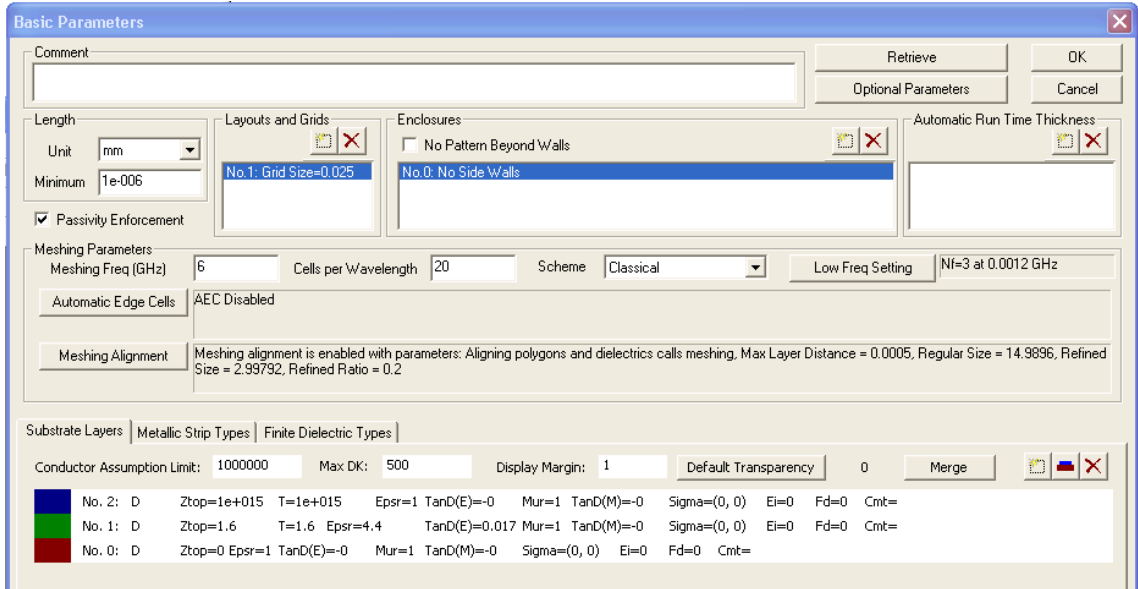 Basic Parameters
Comment
Retrieve
OK
Optional Parameters
Cancel
Length
Layouts and Grids
Enclosures
Automatic Run Time Thickness
Unit
mm
No Pattern Beyond Walls
Minimum
1e-006
No.1: Grid Size=0.025
No.0: No Side Walls
Passivity Enforcement
Meshing Parameters
Meshing Freq (GHz)
6
Cells per Wavelength
20
Scheme
Classical
Low Freq Setting
Nf=3 at 0.0012 GHz
Automatic Edge Cells
AEC Disabled
Meshing Alignment
Meshing alignment is enabled with parameters: Aligning polygons and dielectrics calls meshing, Max Layer Distance = 0.0005, Regular Size = 14.9896, Refined
Size = 2.99792, Refined Ratio = 0.2
Substrate Layers
Metallic Strip Types
Finite Dielectric Types
Conductor Assumption Limit:
1000000
Max DK:
500
Display Margin:
1
Default Transparency
0
Merge
No. 2: D Ztop=1e+015 T=1e+015 Epsr=1 TanD(E)=-0 Mur=1 TanD(M)=-0 Sigma=(0, 0) Ei=0 Fd=0 Cmt=
No. 1: D Ztop=1.6 T=1.6 Epsr=4.4 TanD(E)=0.017 Mur=1 TanD(M)=-0 Sigma=(0, 0) Ei=0 Fd=0 Cmt=
No. 0: D Ztop=0 Epsr=1 TanD(E)=-0 Mur=1 TanD(M)=-0 Sigma=(0, 0) Ei=0 Fd=0 Cmt=